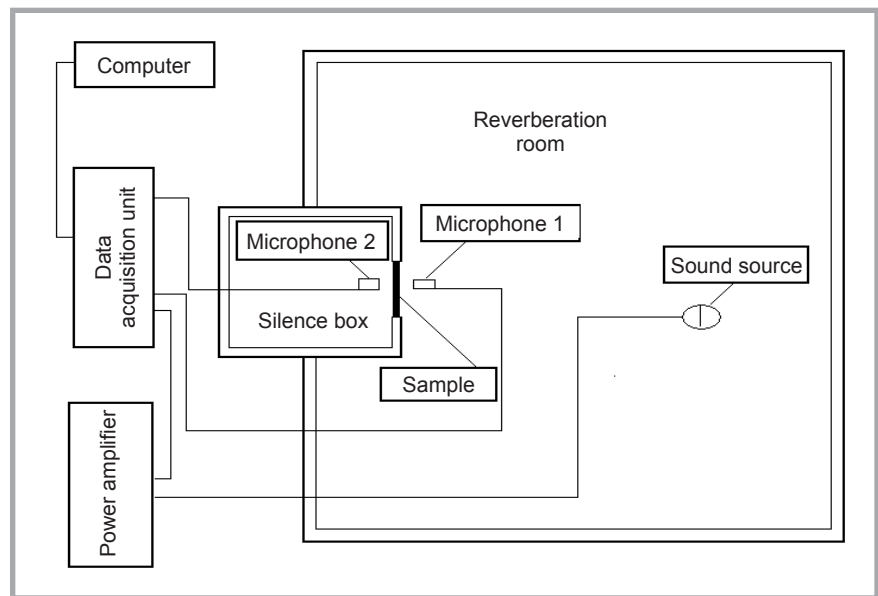 Computer
Reverberation
room
Data
acquisition unit
Microphone 1
Microphone 2
Sound source
Silence box
Sample
Power amplifier